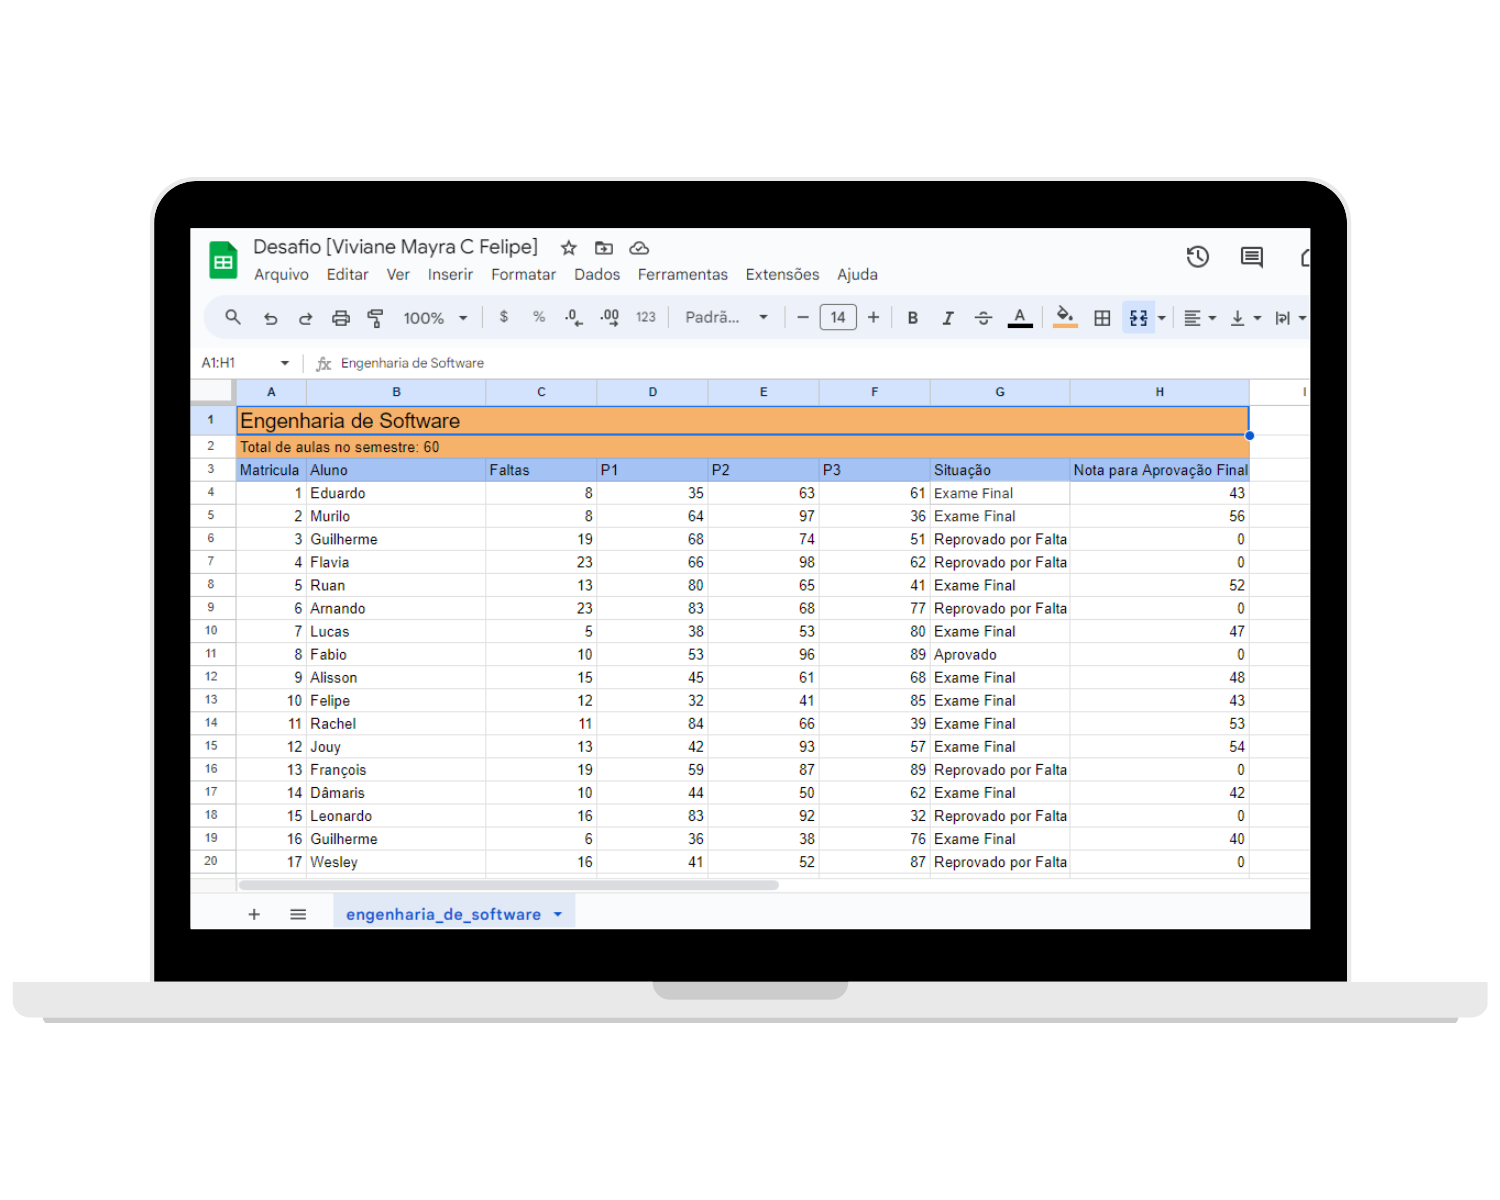 Desafio [Viviane Mayra C Felipe]
Arquivo Editar Ver Inserir Formatar Dados Ferramentas Extensões Ajuda
100% $ % .0 .00 123 Padrã... 14 B I A
A1:H1 fx Engenharia de Software
A B C D E F G H I
1 Engenharia de Software
2 Total de aulas no semestre: 60
3 Matricula Aluno Faltas P1 P2 P3 Situação Nota para Aprovação Final
4 1 Eduardo 8 35 63 61 Exame Final 43
5 2 Murilo 8 64 97 36 Exame Final 56
6 3 Guilherme 19 68 74 51 Reprovado por Falta 0
7 4 Flavia 23 66 98 62 Reprovado por Falta 0
8 5 Ruan 13 80 65 41 Exame Final 52
9 6 Arnando 23 83 68 77 Reprovado por Falta 0
10 7 Lucas 5 38 53 80 Exame Final 47
11 8 Fabio 10 53 96 89 Aprovado 0
12 9 Alisson 15 45 61 68 Exame Final 48
13 10 Felipe 12 32 41 85 Exame Final 43
14 11 Rachel 11 84 66 39 Exame Final 53
15 12 Jouy 13 42 93 57 Exame Final 54
16 13 François 19 59 87 89 Reprovado por Falta 0
17 14 Dâmaris 10 44 50 62 Exame Final 42
18 15 Leonardo 16 83 92 32 Reprovado por Falta 0
19 16 Guilherme 6 36 38 76 Exame Final 40
20 17 Wesley 16 41 52 87 Reprovado por Falta 0
engenharia_de_software